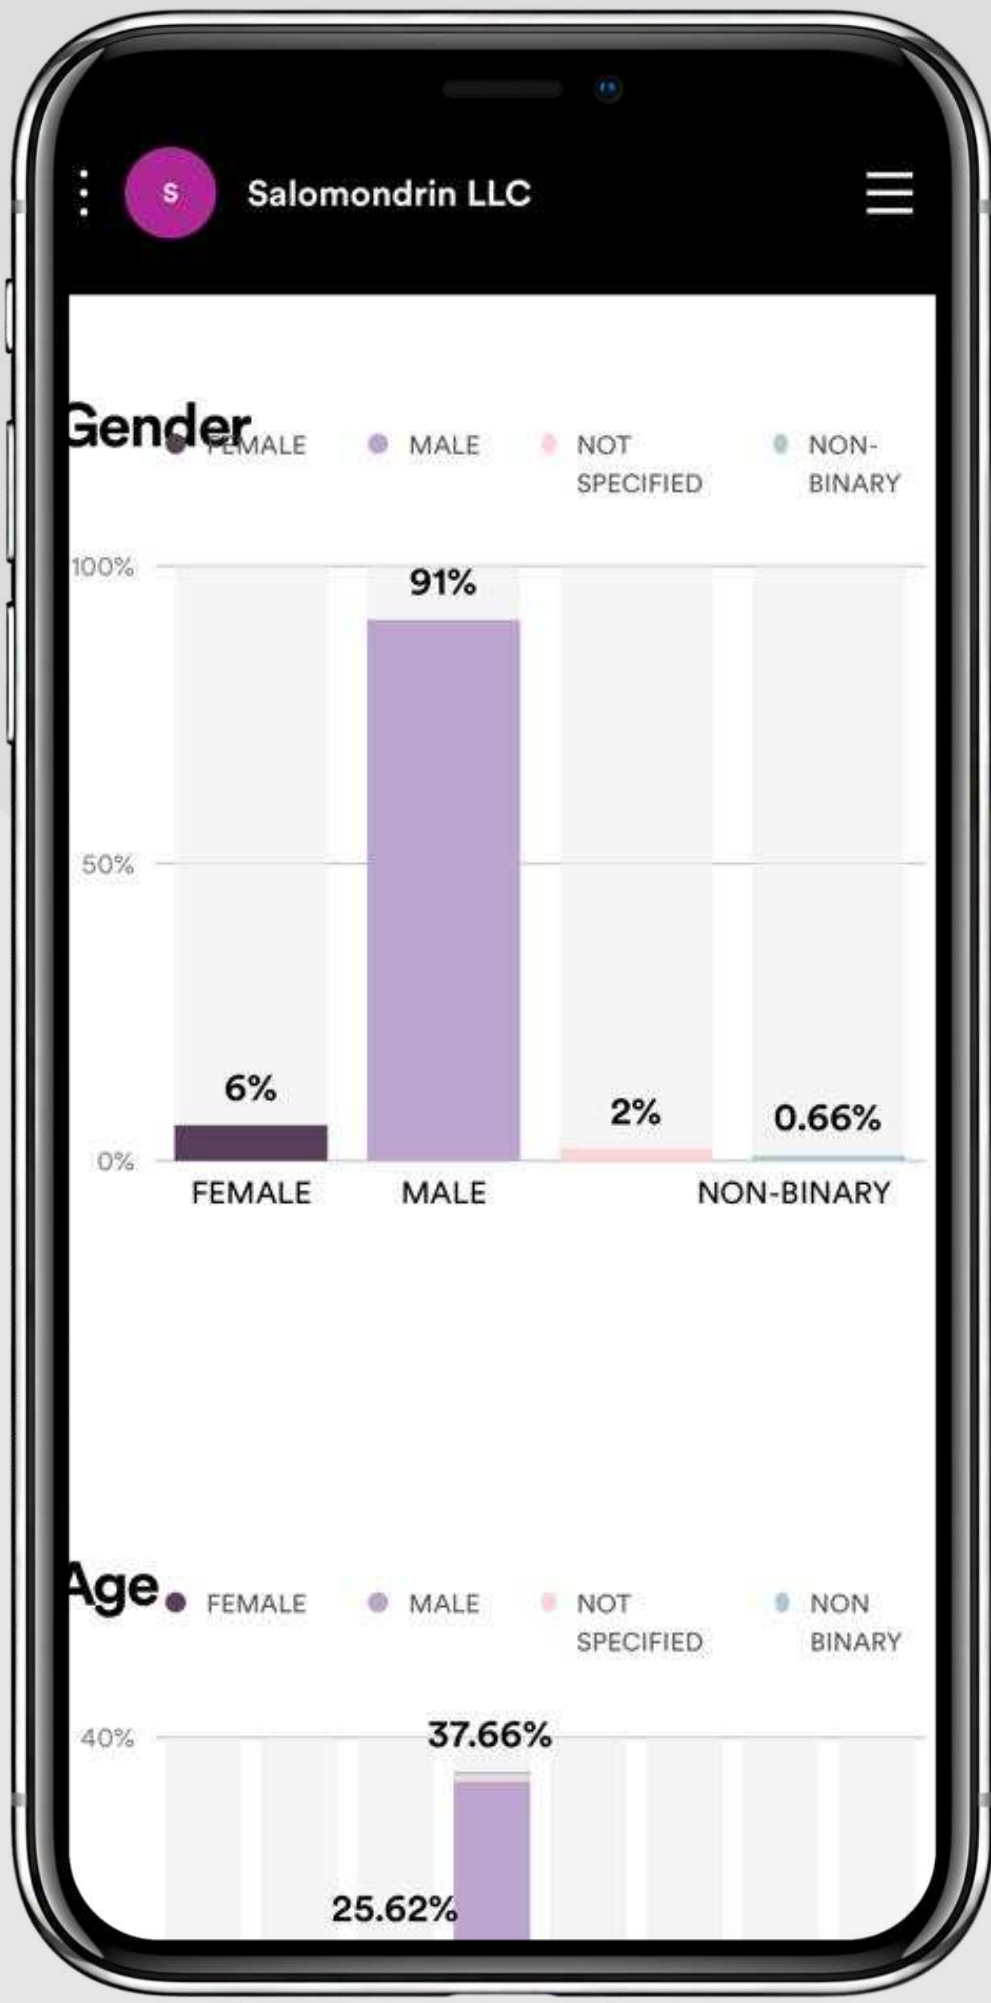 S
Salomondrin LLC
Gender
FEMALE
MALE
NOT
SPECIFIED
NON-
BINARY
100%
91%
50%
6%
2%
0.66%
0%
FEMALE
MALE
NON-BINARY
Age
FEMALE
MALE
NOT
SPECIFIED
NON
BINARY
40%
37.66%
25.62%